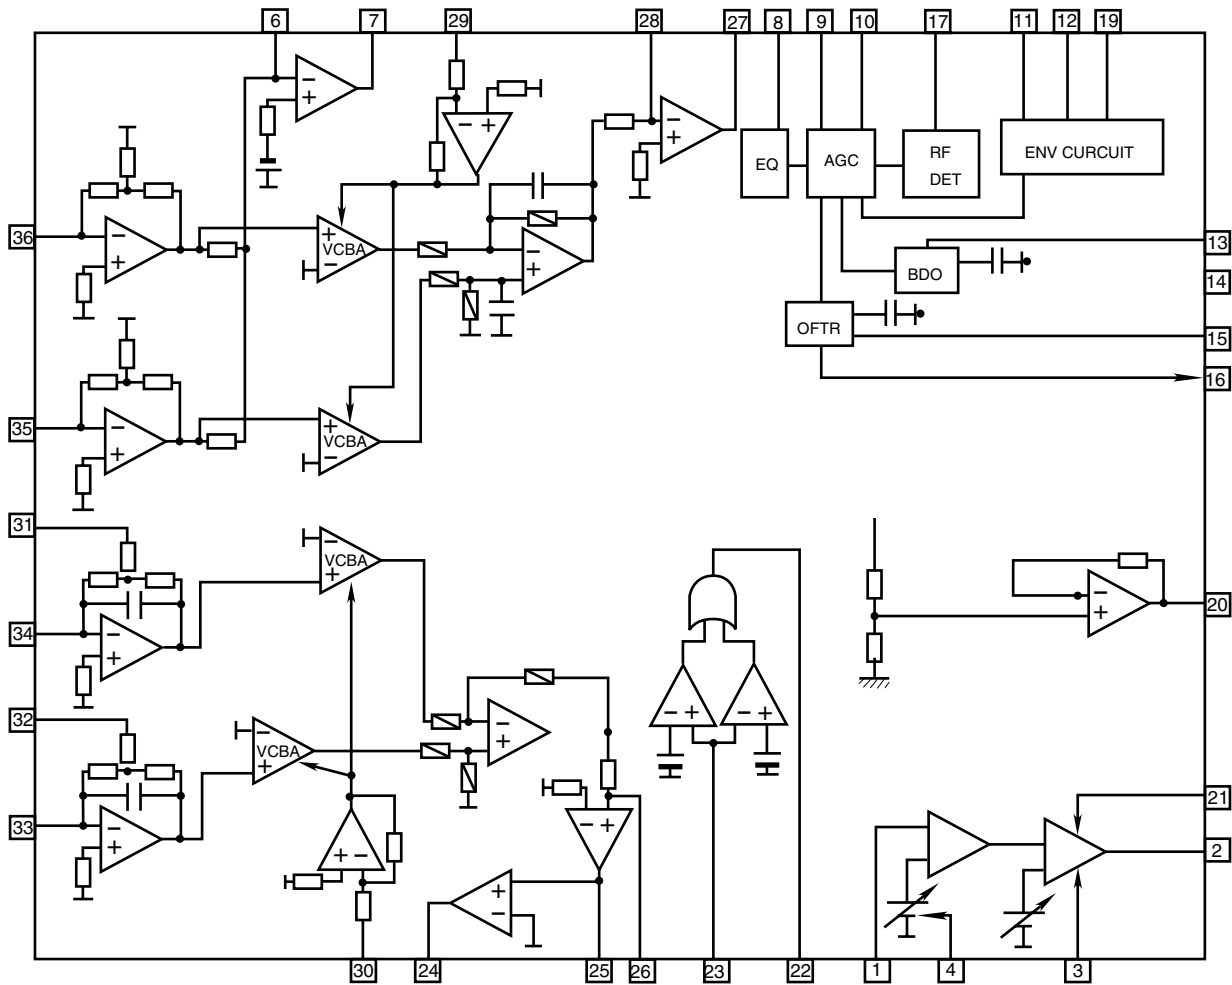 6 7 29 28 27 8 9 10 17 11 12 19
− +
− +
− +
EQ AGC RF DET ENV CURCUIT
36
− +
+ VCBA −
− +
13
BDO
14
OFTR
15
16
35
− +
+ VCBA −
31
− VCBA +
34
− +
− +
20
32
− VCBA +
− +
− + − +
33
− +
+ −
− +
21
2
+ −
30 24 25 26 23 22 1 4 3